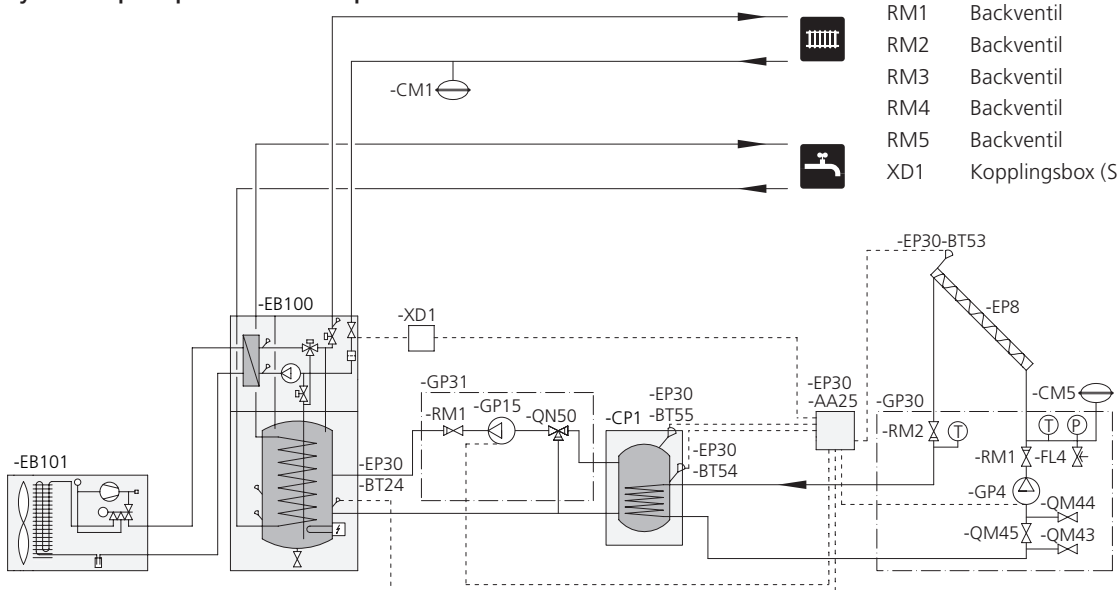 RM1 Backventil
RM2 Backventil
RM3 Backventil
RM4 Backventil
RM5 Backventil
XD1 Kopplingsbox (S
-CM1
-EP30-BT53
-EP8
-EB100
-XD1
-GP31
-RM1
-GP15
-QN50
-EP30
-BT55
-CP1
-EP30
-BT54
-EP30
-AA25
-GP30
-CM5
-RM2
T
T
P
-RM1
-FL4
-GP4
-QM44
-QM45
-QM43
-EB101
-EP30
-BT24